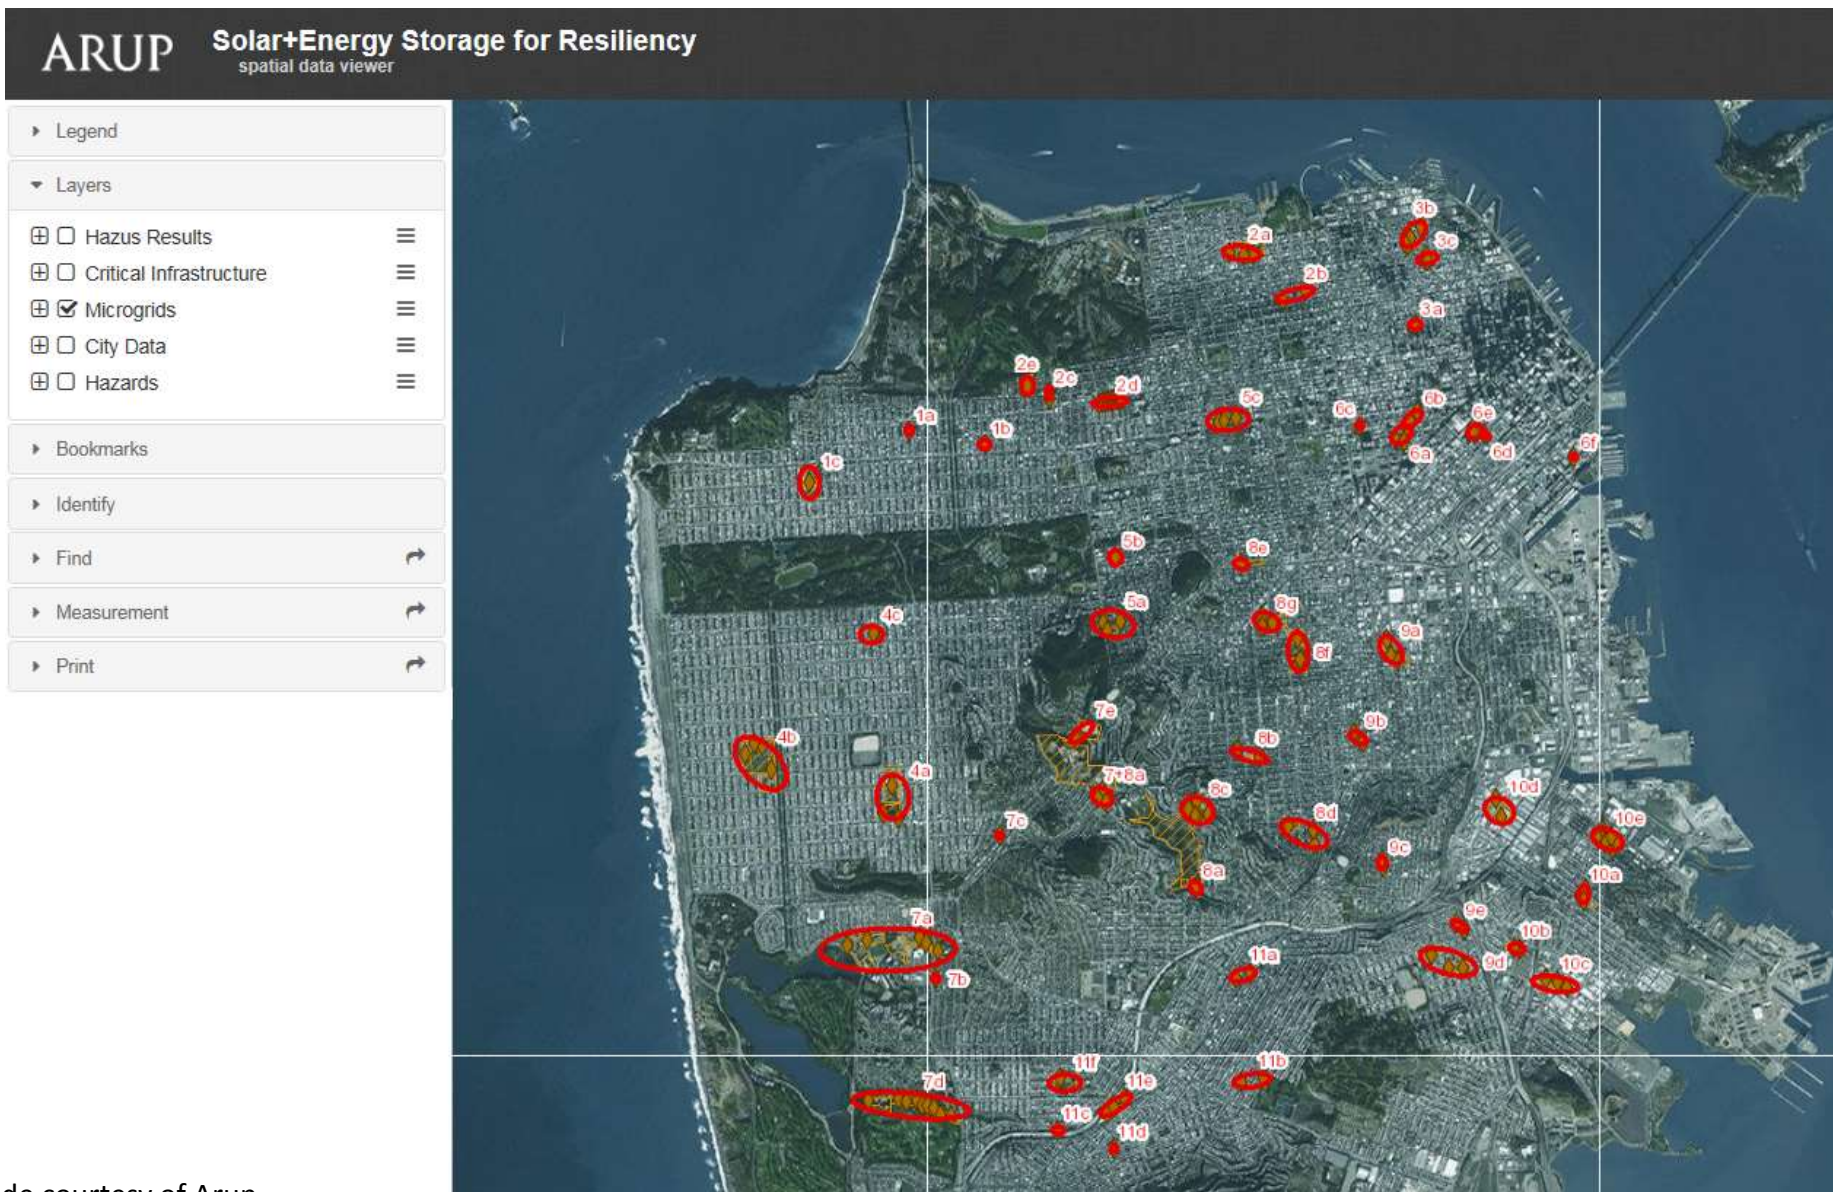 ARUP
Solar+Energy Storage for Resiliency
spatial data viewer
Legend
Layers
Hazus Results
Critical Infrastructure
Microgrids
City Data
Hazards
Bookmarks
Identify
Find
Measurement
Print
3b
2a
3c
2b
3a
2e
2c
2d
5c
6c
6b
6e
1a
1b
6a
6d
6f
1c
5b
8e
5a
8g
4c
9a
8f
7e
9b
4b
8b
4a
7+8a
8c
10d
7c
8d
10e
9c
8a
10a
7a
9e
10b
11a
9d
10c
7b
11f
11b
7d
11e
11c
11d
de courtesy of Arup